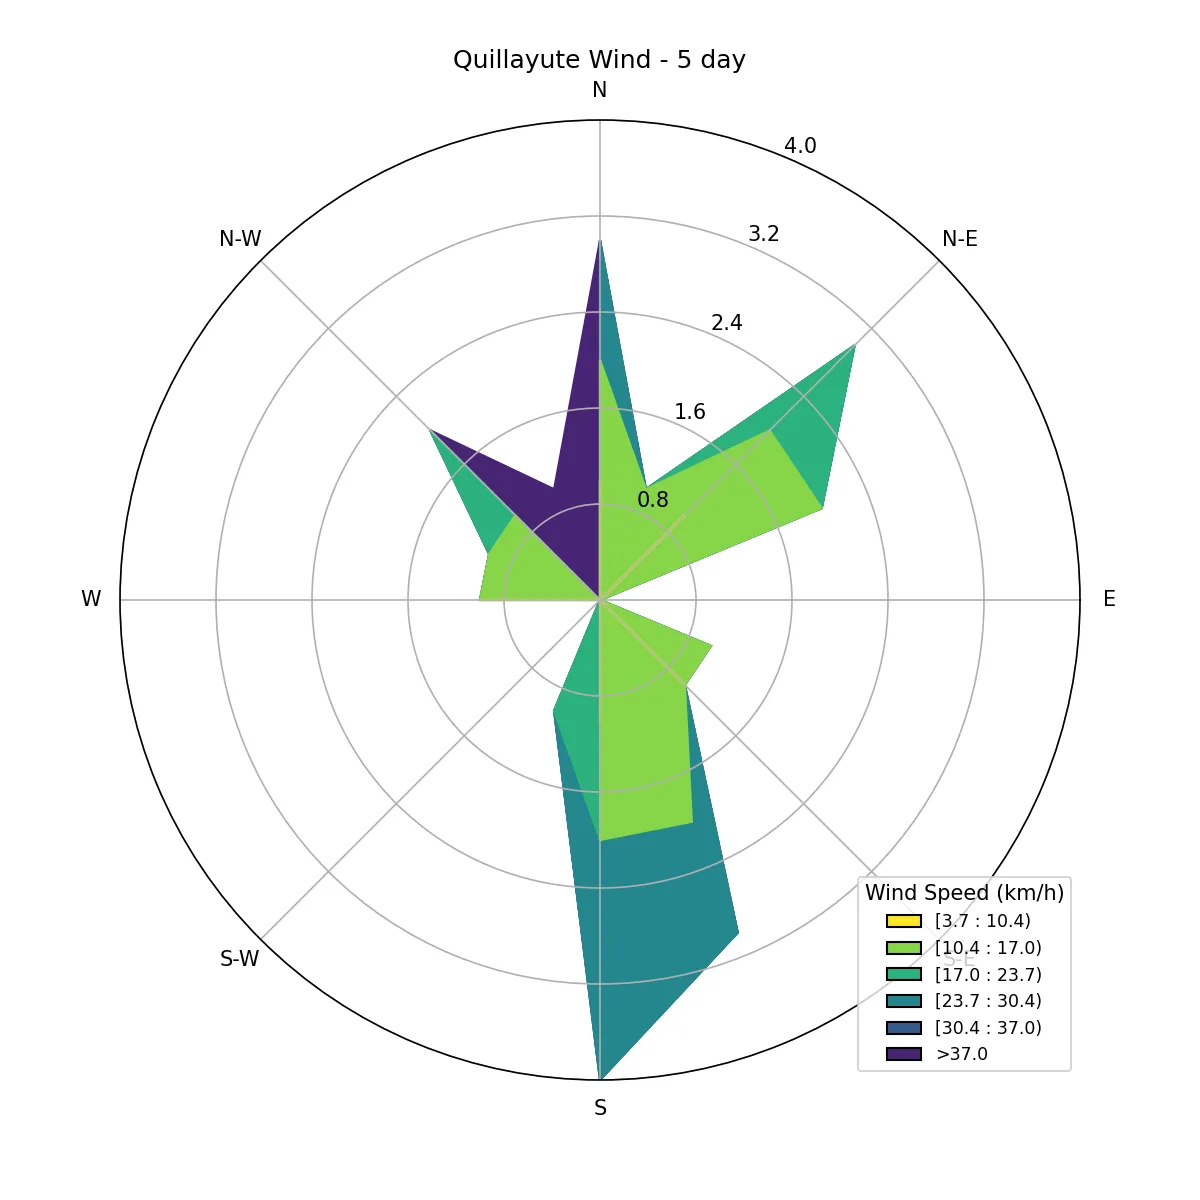 Quillayute Wind - 5 day
N
4.0
N-W
3.2
N-E
2.4
1.6
0.8
W
E
S-W
S-E
S
Wind Speed (km/h)
[3.7 : 10.4)
[10.4 : 17.0)
[17.0 : 23.7)
[23.7 : 30.4)
[30.4 : 37.0)
>37.0